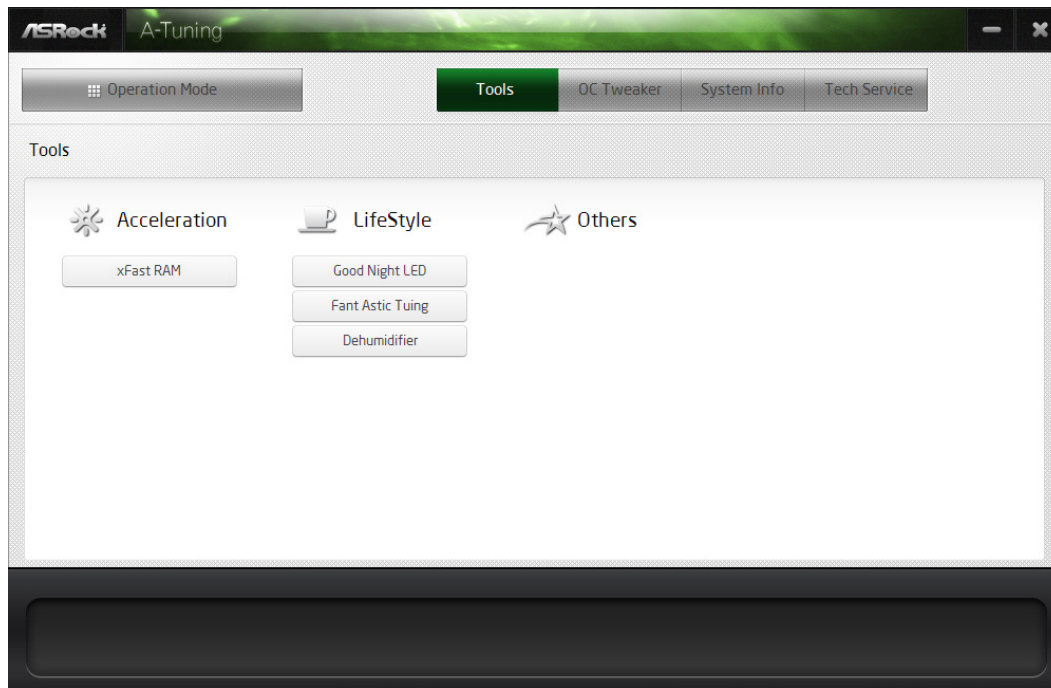 ASRock A-Tuning
Operation Mode Tools OC Tweaker System Info Tech Service
Tools
Acceleration LifeStyle Others
xFast RAM Good Night LED
Fant Astic Tuing
Dehumidifier